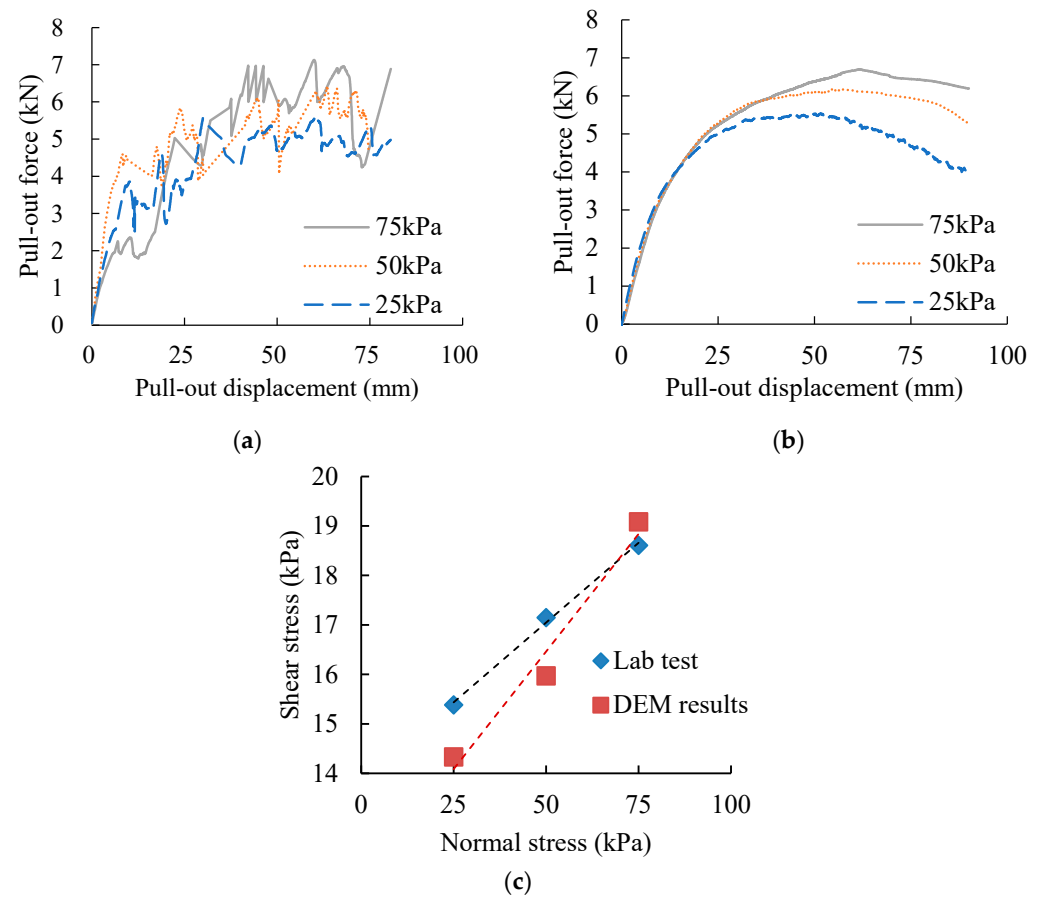 8
7
6
5
4
3
2
1
0
Pull-out force (kN)
75kPa
50kPa
25kPa
0 25 50 75 100
Pull-out displacement (mm)
(a)
8
7
6
5
4
3
2
1
0
Pull-out force (kN)
75kPa
50kPa
25kPa
0 25 50 75 100
Pull-out displacement (mm)
(b)
20
19
18
17
16
15
14
Shear stress (kPa)
Lab test
DEM results
0 25 50 75 100
Normal stress (kPa)
(c)